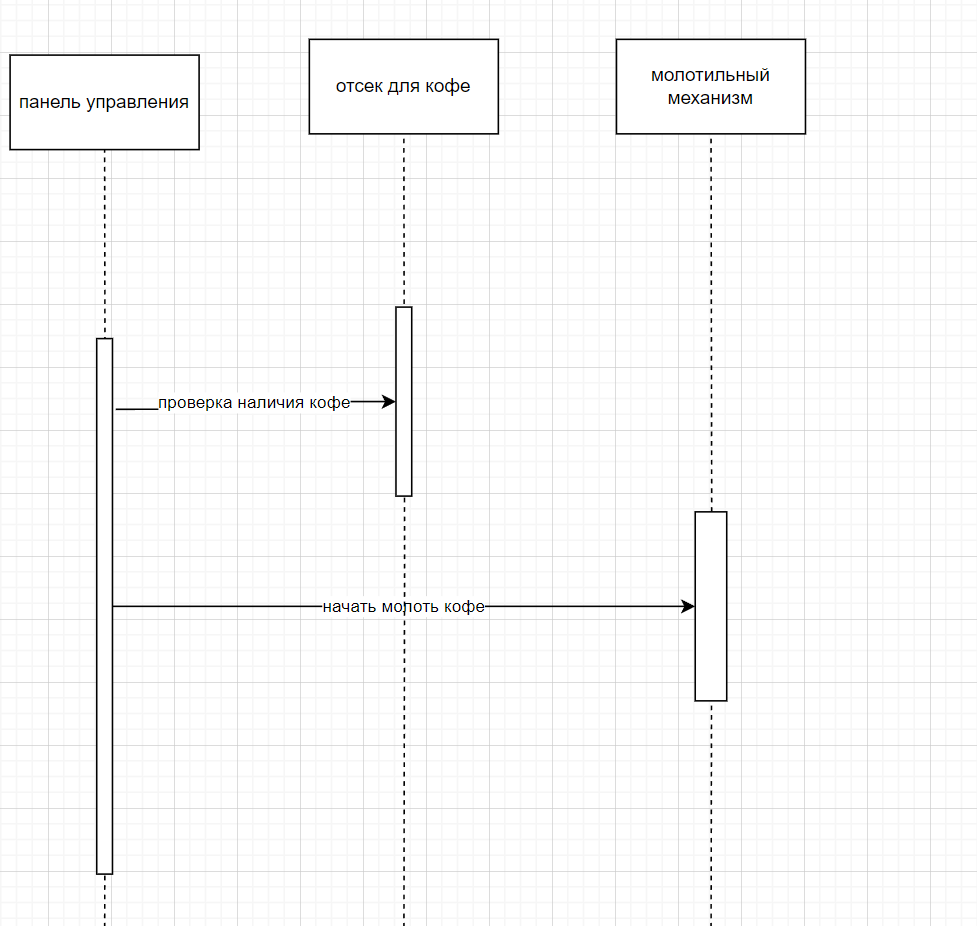 панель управления
отсек для кофе
молотильный
механизм
проверка наличия кофе
начать молоть кофе